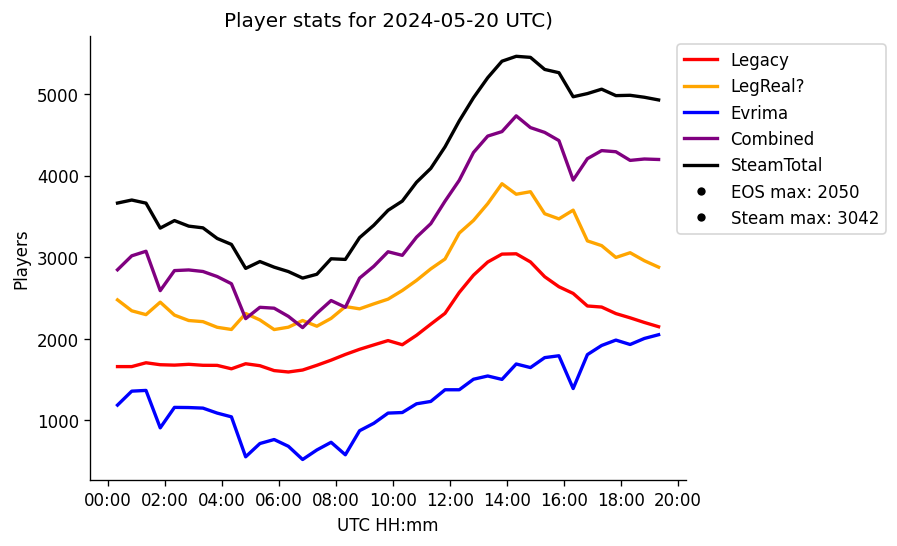 Player stats for 2024-05-20 UTC)
Legacy
LegReal?
Evrima
Combined
SteamTotal
EOS max: 2050
Steam max: 3042
Players
5000
4000
3000
2000
1000
00:00 02:00 04:00 06:00 08:00 10:00 12:00 14:00 16:00 18:00 20:00
UTC HH:mm